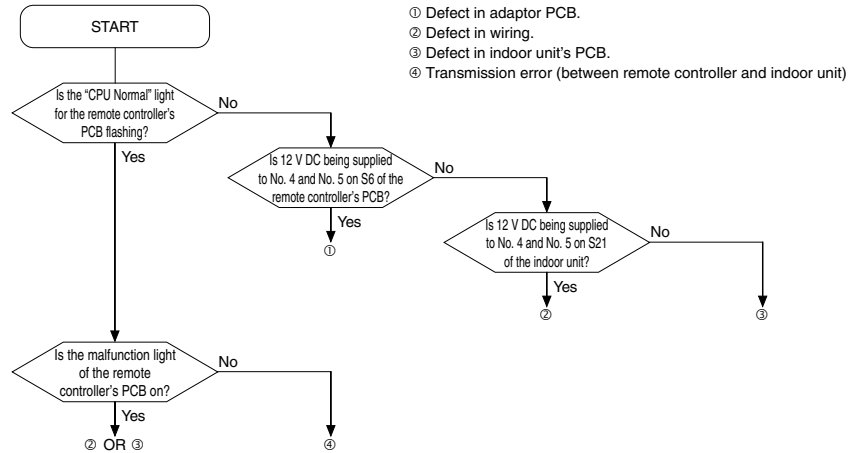 START
① Defect in adaptor PCB.
② Defect in wiring.
③ Defect in indoor unit's PCB.
④ Transmission error (between remote controller and indoor unit)
Is the “CPU Normal” light
for the remote controller's
PCB flashing?
No
Yes
Is 12 V DC being supplied
to No. 4 and No. 5 on S6 of the
remote controller's PCB?
No
Yes
①
Is 12 V DC being supplied
to No. 4 and No. 5 on S21
of the indoor unit?
No
Yes
②
③
Is the malfunction light
of the remote
controller's PCB on?
No
Yes
② OR ③
④